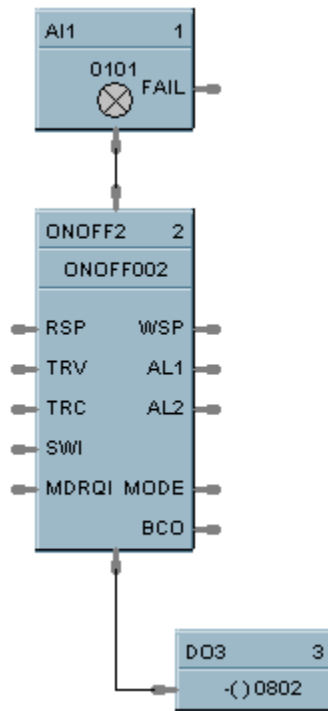 AI1 1
0101
FAIL
ONOFF2 2
ONOFF002
RSP WSP
TRV AL1
TRC AL2
SWI
MDRQI MODE
BCO
DO3 3
-( ) 0802